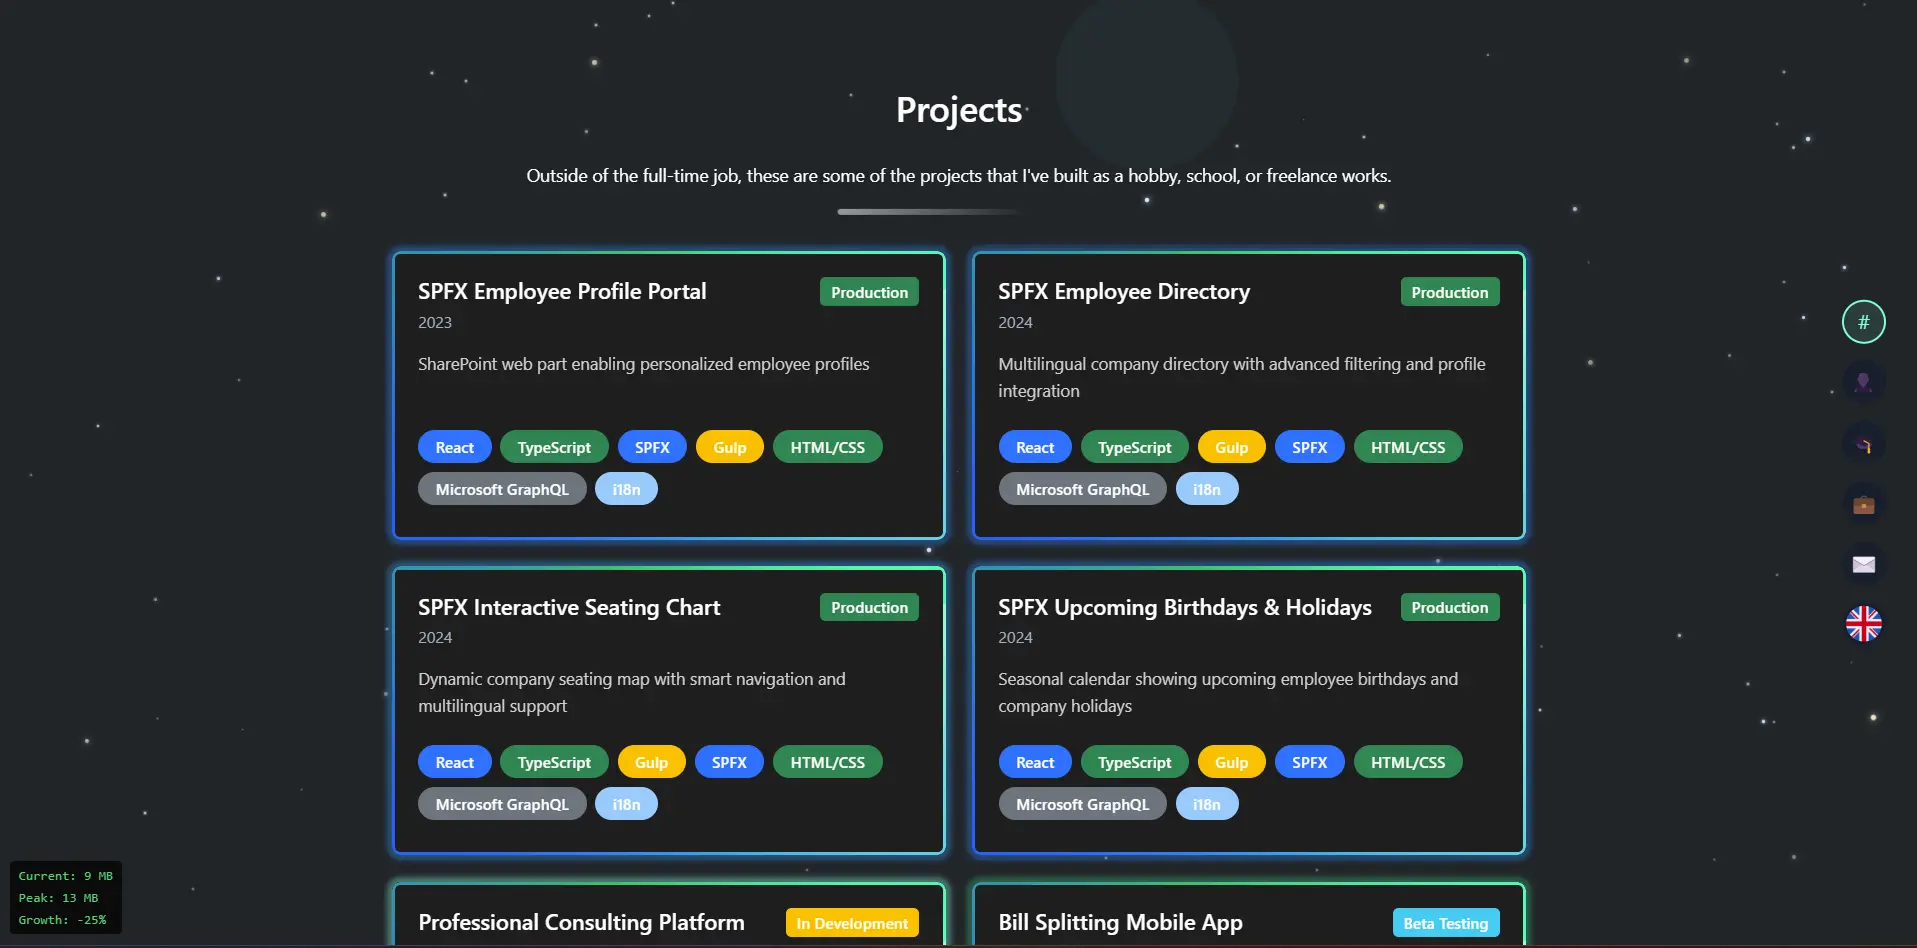 Projects
Outside of the full-time job, these are some of the projects that I've built as a hobby, school, or freelance works.
SPFX Employee Profile Portal
Production
2023
SharePoint web part enabling personalized employee profiles
React TypeScript SPFX Gulp HTML/CSS
Microsoft GraphQL i18n
SPFX Employee Directory
Production
2024
Multilingual company directory with advanced filtering and profile
integration
React TypeScript Gulp SPFX HTML/CSS
Microsoft GraphQL i18n
SPFX Interactive Seating Chart
Production
2024
Dynamic company seating map with smart navigation and
multilingual support
React TypeScript Gulp SPFX HTML/CSS
Microsoft GraphQL i18n
SPFX Upcoming Birthdays & Holidays
Production
2024
Seasonal calendar showing upcoming employee birthdays and
company holidays
React TypeScript Gulp SPFX HTML/CSS
Microsoft GraphQL i18n
Professional Consulting Platform
In Development
Bill Splitting Mobile App
Beta Testing
#
Current: 9 MB
Peak: 13 MB
Growth: -25%